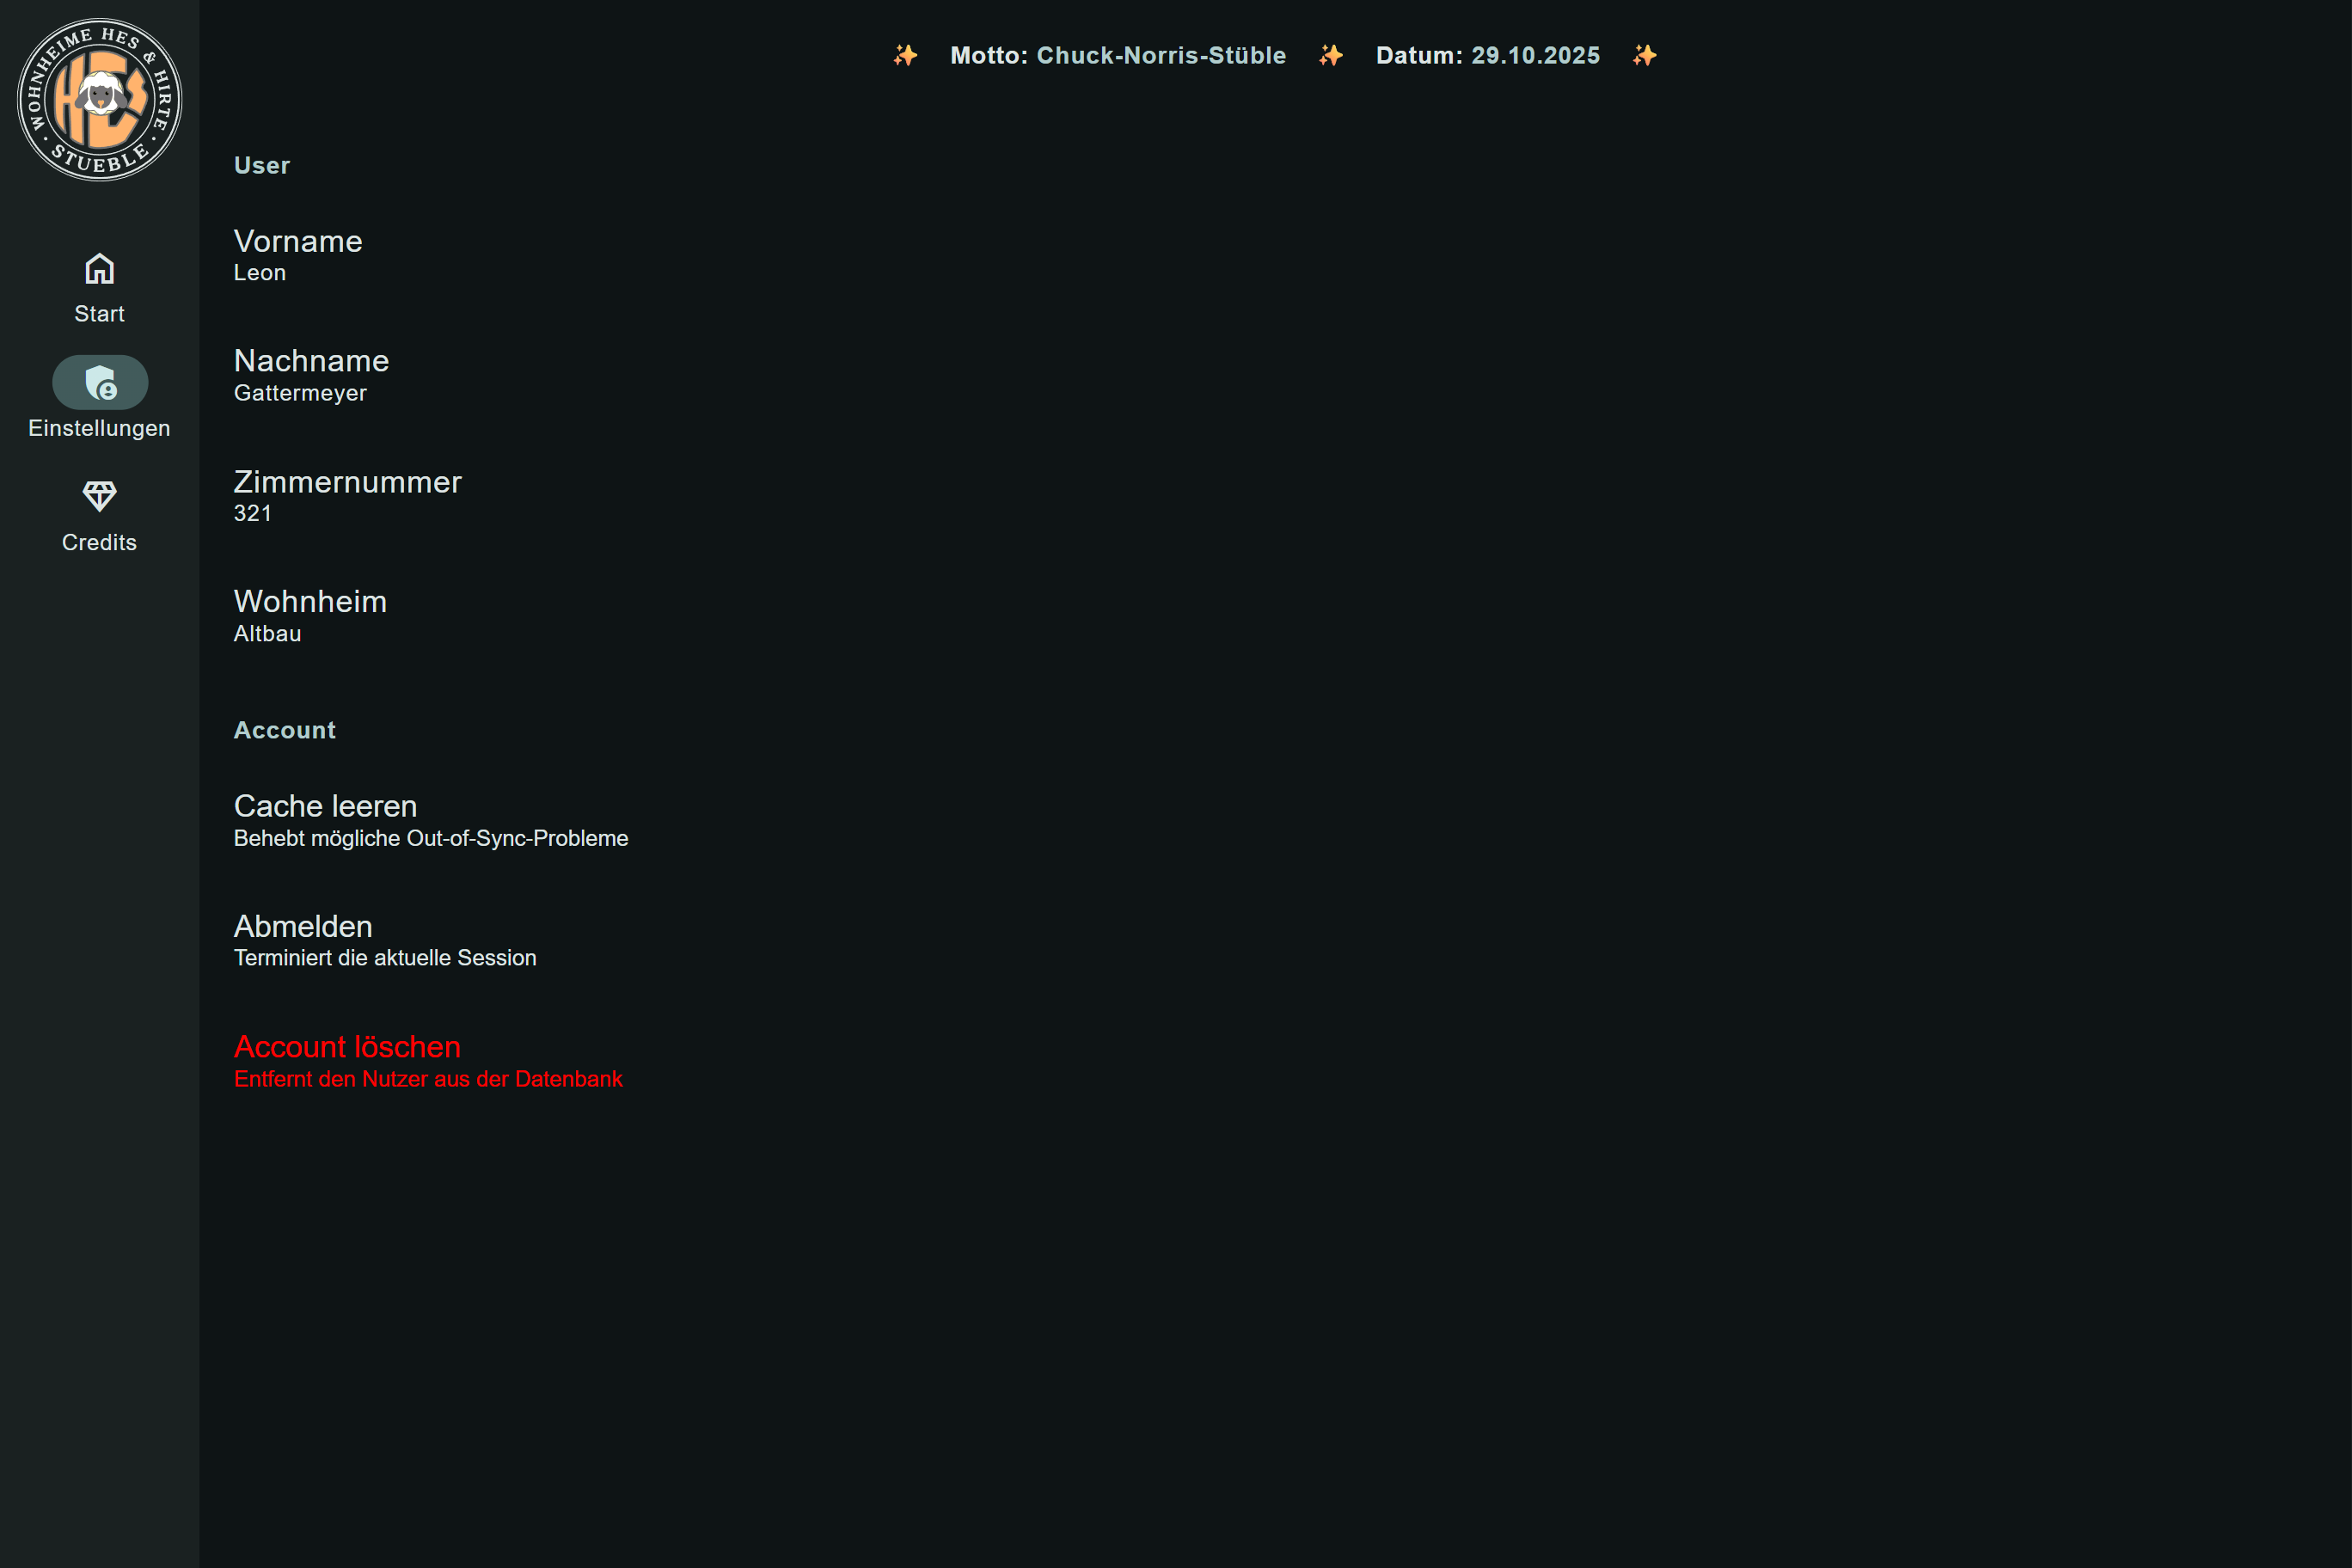 WOHNHEIME HES & HIRTE
HES
· STUEBLE ·
Start
Einstellungen
Credits
✨ Motto: Chuck-Norris-Stüble ✨ Datum: 29.10.2025 ✨
User
Vorname
Leon
Nachname
Gattermeyer
Zimmernummer
321
Wohnheim
Altbau
Account
Cache leeren
Behebt mögliche Out-of-Sync-Probleme
Abmelden
Terminiert die aktuelle Session
Account löschen
Entfernt den Nutzer aus der Datenbank